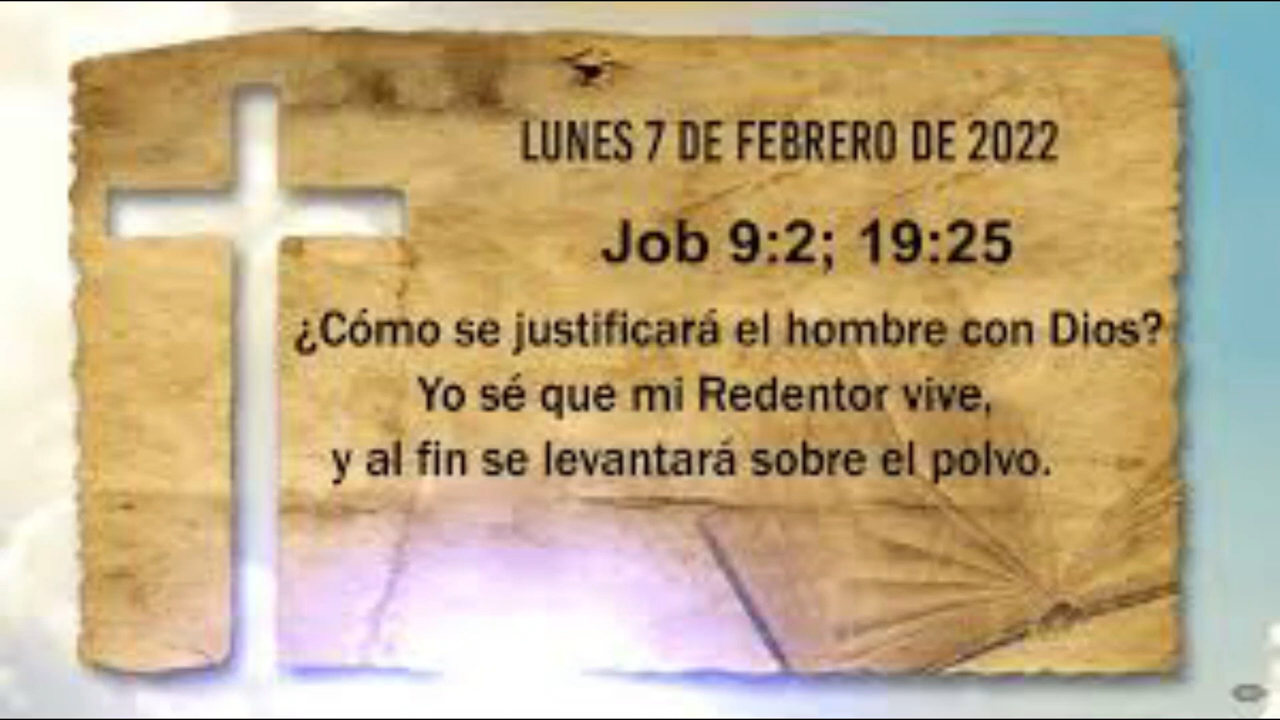 LUNES 7 DE FEBRERO DE 2022
Job 9:2; 19:25
¿Cómo se justificará el hombre con Dios?
Yo sé que mi Redentor vive,
y al fin se levantará sobre el polvo.